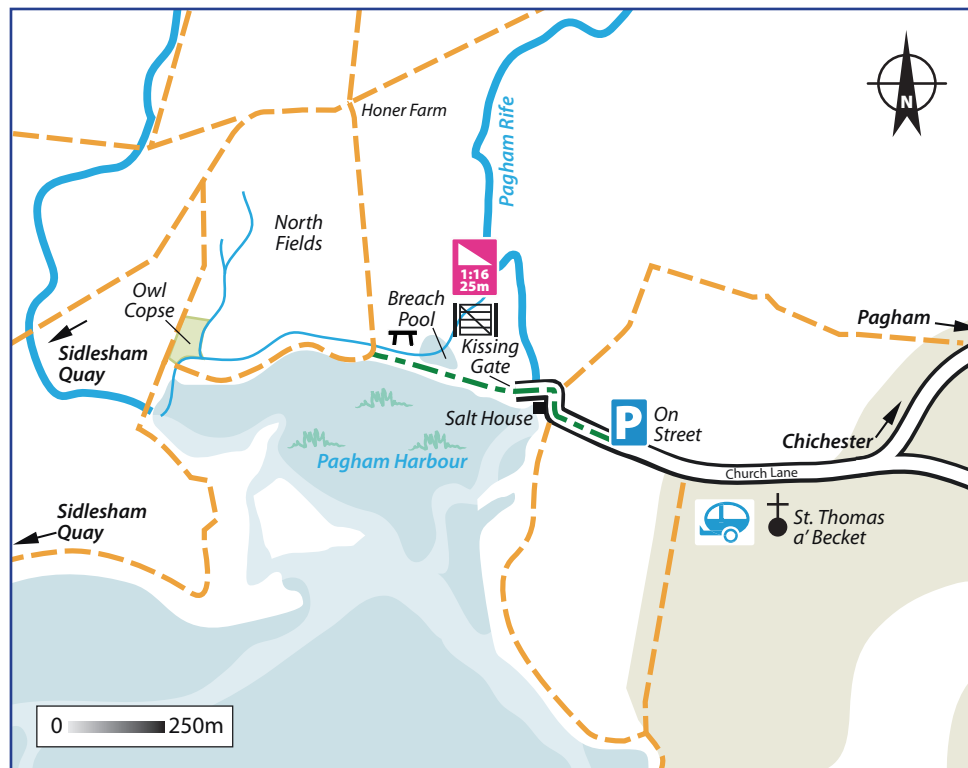 N
Honer Farm
Pagham Rife
North
Fields
1:16
25m
Owl
Copse
Breach
Pool
Kissing
Gate
Pagham
Sidlesham
Quay
Salt House
P
On
Street
Chichester
Church Lane
Pagham Harbour
Sidlesham
Quay
St. Thomas
a' Becket
0 250m